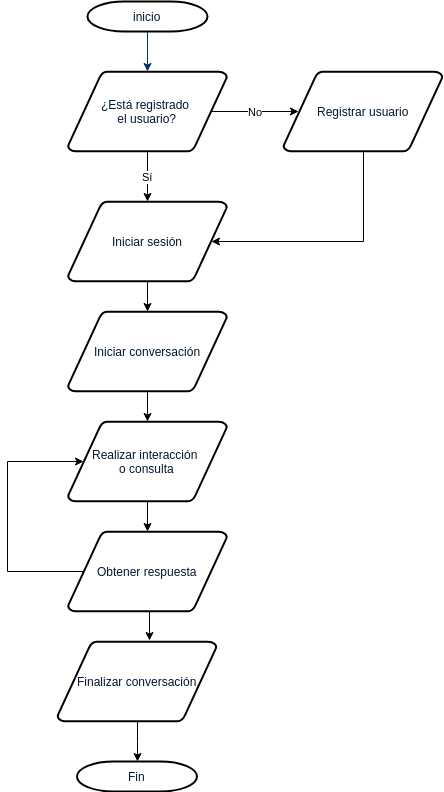 inicio
¿Está registrado
el usuario?
No
Registrar usuario
Sí
Iniciar sesión
Iniciar conversación
Realizar interacción
o consulta
Obtener respuesta
Finalizar conversación
Fin